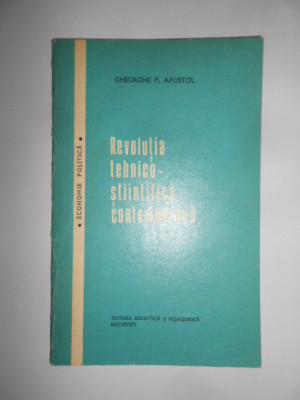 GHEORGHE P. APOSTOL
Revoluția
tehnico-
științifică
contemporană
• ECONOMIE POLITICĂ •
EDITURA DIDACTICĂ ȘI PEDAGOGICĂ
BUCUREȘTI